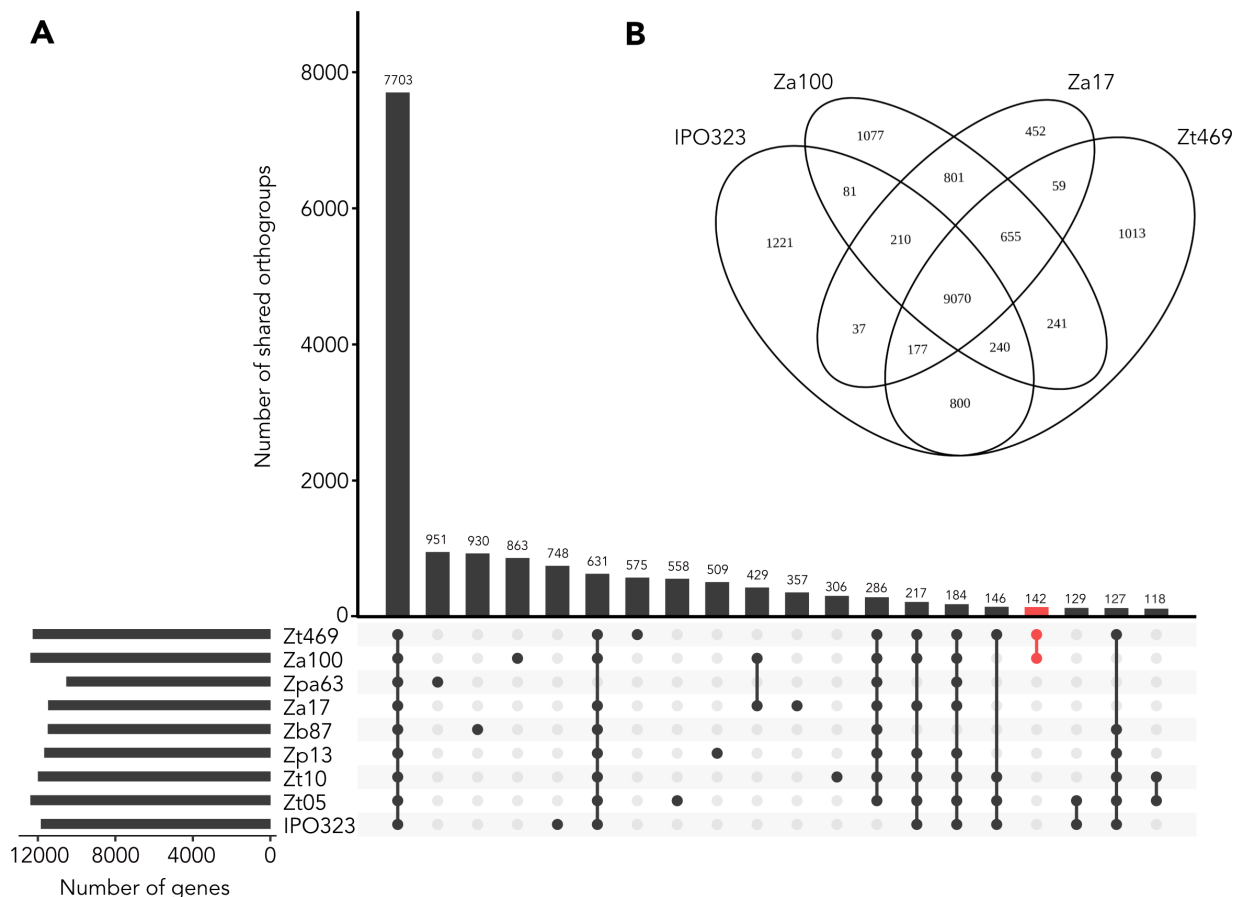 A
B
Number of shared orthogroups
8000
6000
4000
2000
0
7703
951
930
863
748
631
575
558
509
429
357
306
286
217
184
146
142
129
127
118
Za100
Za17
IPO323
Zt469
1077
452
81
801
59
1221
210
655
1013
9070
37
241
177
240
800
Zt469
Za100
Zpa63
Za17
Zb87
Zp13
Zt10
Zt05
IPO323
12000 8000 4000 0
Number of genes